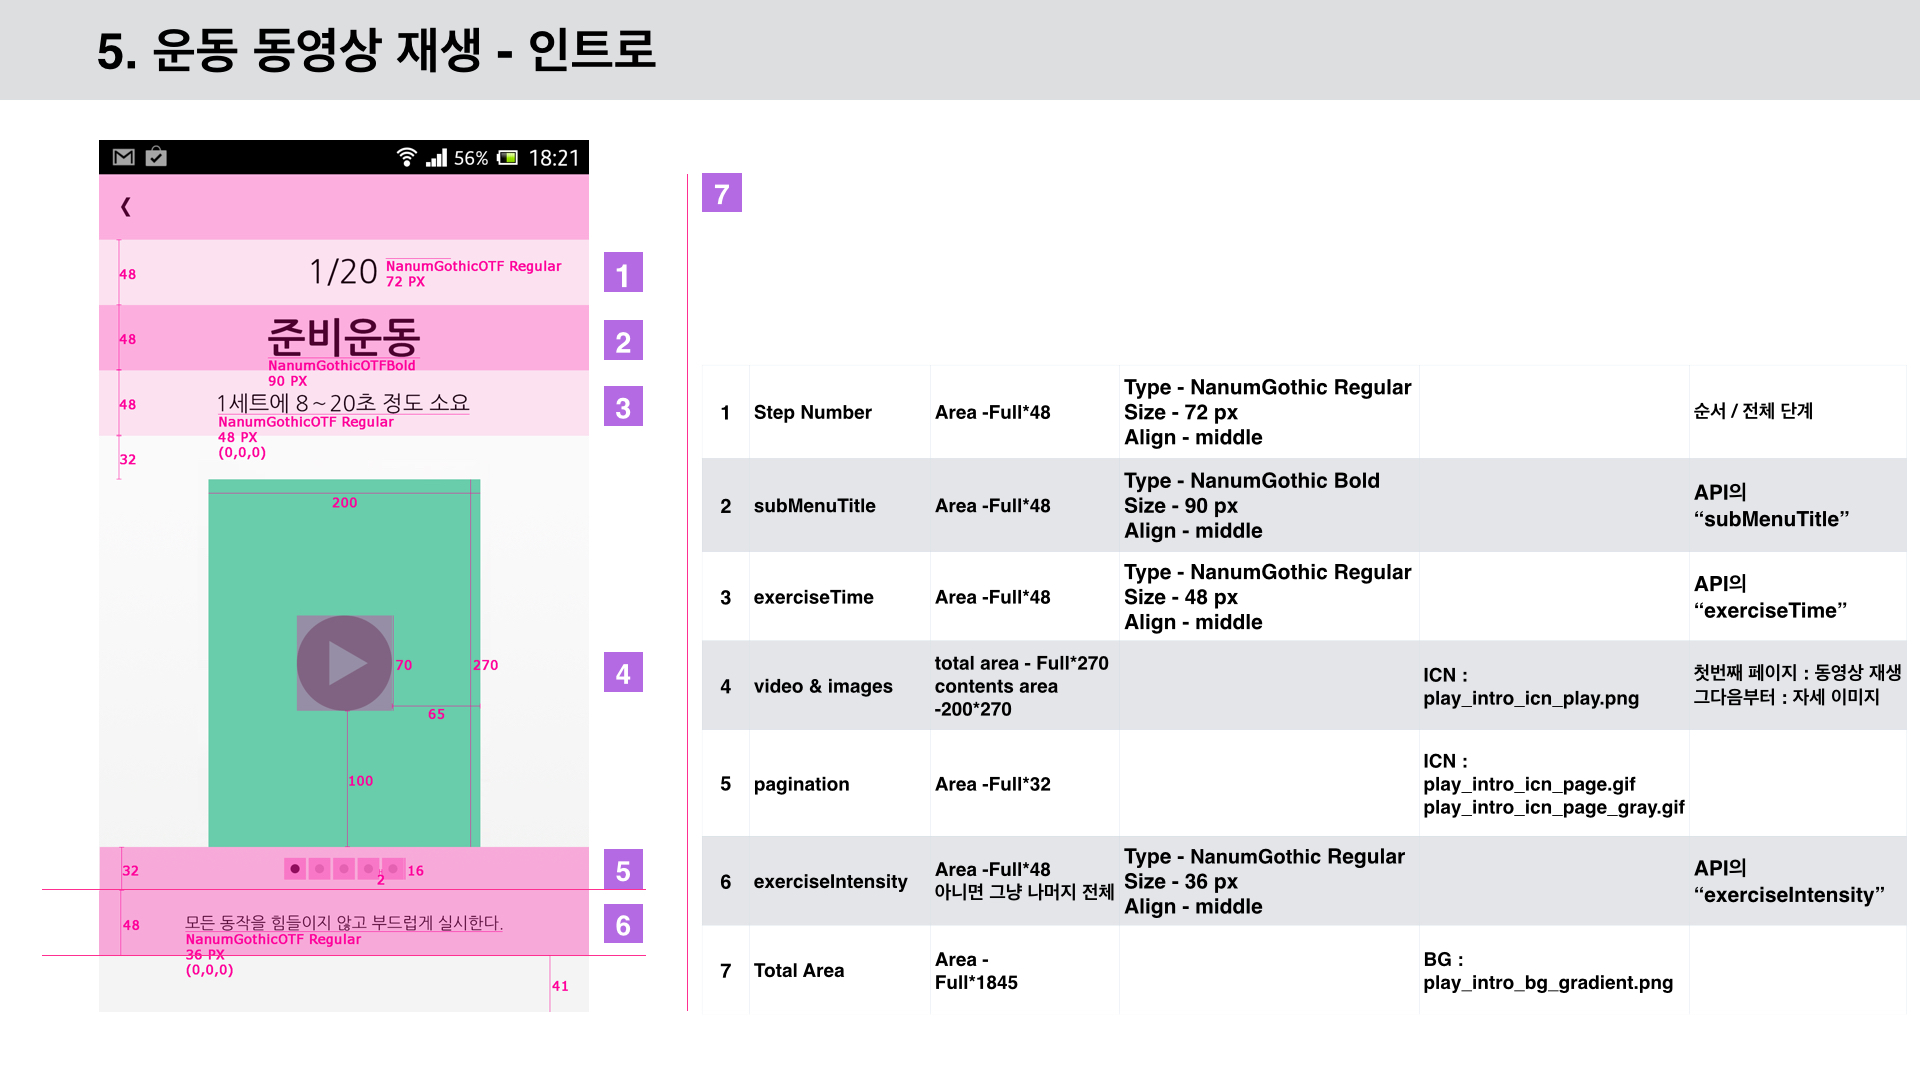 5. 운동 동영상 재생 - 인트로
56% 18:21
48
1/20
NanumGothicOTF Regular
72 PX
1
48
준비운동
NanumGothicOTFBold
90 PX
2
48
1세트에 8~20초 정도 소요
NanumGothicOTF Regular
48 PX
(0,0,0)
3
32
200
70
270
65
100
4
32
2
16
5
48
모든 동작을 힘들이지 않고 부드럽게 실시한다.
NanumGothicOTF Regular
36 PX
(0,0,0)
6
41
7
1 Step Number Area -Full*48
Type - NanumGothic Regular
Size - 72 px
Align - middle
순서 / 전체 단계
2 subMenuTitle Area -Full*48
Type - NanumGothic Bold
Size - 90 px
Align - middle
API의
“subMenuTitle”
3 exerciseTime Area -Full*48
Type - NanumGothic Regular
Size - 48 px
Align - middle
API의
“exerciseTime”
4 video & images
total area - Full*270
contents area
-200*270
ICN :
play_intro_icn_play.png
첫번째 페이지 : 동영상 재생
그다음부터 : 자세 이미지
5 pagination Area -Full*32
ICN :
play_intro_icn_page.gif
play_intro_icn_page_gray.gif
6 exerciseIntensity
Area -Full*48
아니면 그냥 나머지 전체
Type - NanumGothic Regular
Size - 36 px
Align - middle
API의
“exerciseIntensity”
7 Total Area
Area -
Full*1845
BG :
play_intro_bg_gradient.png